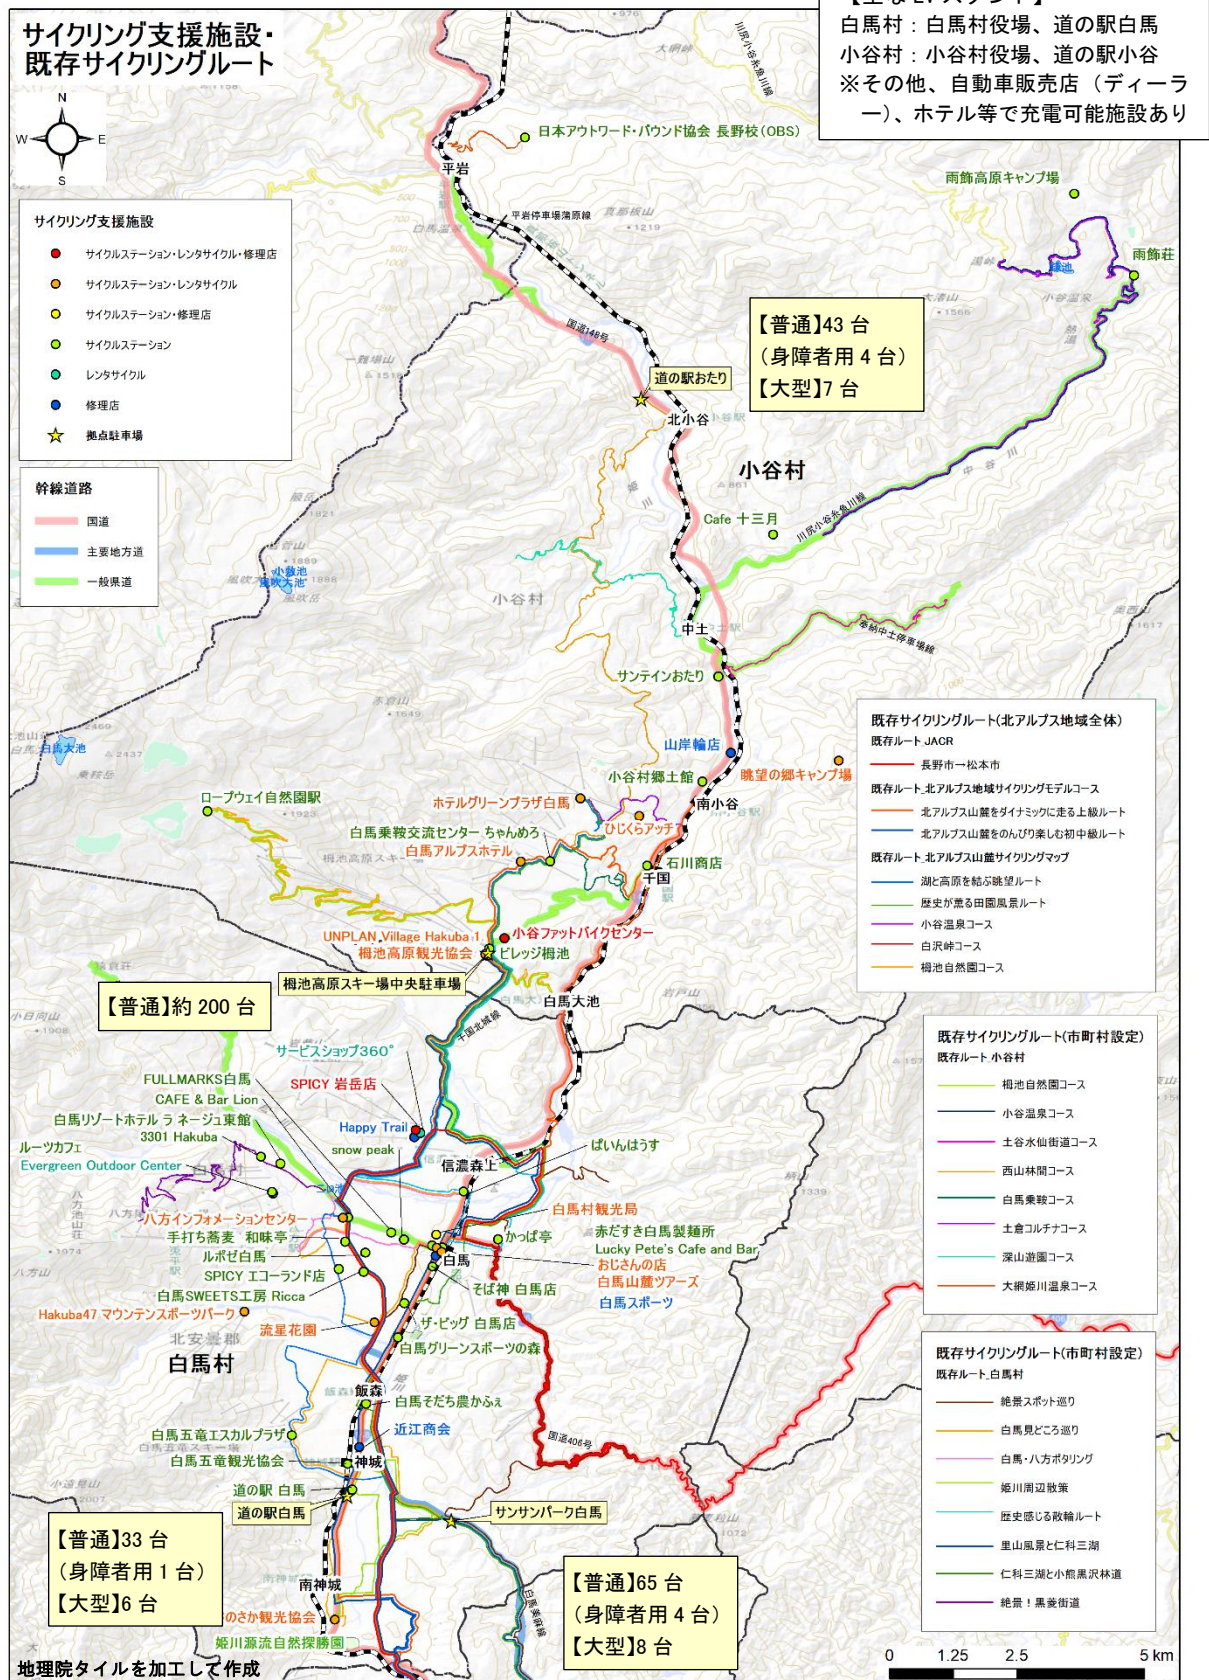 サイクリング支援施設・
既存サイクリングルート
白馬村：白馬村役場、道の駅白馬
小谷村：小谷村役場、道の駅小谷
※その他、自動車販売店（ディーラ
ー）、ホテル等で充電可能施設あり
N
W
E
S
サイクリング支援施設
サイクルステーション・レンタサイクル・修理店
サイクルステーション・レンタサイクル
サイクルステーション・修理店
サイクルステーション
レンタサイクル
修理店
拠点駐車場
幹線道路
国道
主要地方道
一般県道
日本アウトワード・バウンド協会 長野校(OBS)
平岩
平岩停車場蒲原線
雨飾高原キャンプ場
雨飾荘
鎌池
国道148号
【普通】43 台
（身障者用 4 台）
【大型】7 台
道の駅おたり
北小谷
小谷村
Cafe 十三月
川尻小谷糸魚川線
中土
奉納中土停車場線
サンテインおたり
山岸輪店
眺望の郷キャンプ場
小谷村郷土館
南小谷
ホテルグリーンプラザ白馬
ひじくらアッチ
白馬乗鞍交流センター ちゃんめろ
白馬アルプスホテル
石川商店
千国
ロープウェイ自然園駅
白馬大池
風吹大池
小敷池
UNPLAN Village Hakuba 1
小谷ファットバイクセンター
栂池高原観光協会
ビレッジ栂池
栂池高原スキー場中央駐車場
【普通】約 200 台
白馬大池
千国北城線
既存サイクリングルート(北アルプス地域全体)
既存ルート_JACR
長野市→松本市
既存ルート_北アルプス地域サイクリングモデルコース
北アルプス山麓をダイナミックに走る上級ルート
北アルプス山麓をのんびり楽しむ初中級ルート
既存ルート_北アルプス山麓サイクリングマップ
湖と高原を結ぶ眺望ルート
歴史が薫る田園風景ルート
小谷温泉コース
白沢峠コース
栂池自然園コース
既存サイクリングルート(市町村設定)
既存ルート_小谷村
栂池自然園コース
小谷温泉コース
土谷水仙街道コース
西山林間コース
白馬乗鞍コース
土倉コルチナコース
深山遊園コース
大網姫川温泉コース
既存サイクリングルート(市町村設定)
既存ルート_白馬村
絶景スポット巡り
白馬見どころ巡り
白馬・八方ポタリング
姫川周辺散策
歴史感じる散輪ルート
里山風景と仁科三湖
仁科三湖と小熊黒沢林道
絶景！黒菱街道
サービスショップ360°
FULLMARKS白馬
SPICY 岩岳店
CAFE & Bar Lion
白馬リゾートホテル ラ ネージュ東館
3301 Hakuba
Happy Trail
snow peak
ルーツカフェ
Evergreen Outdoor Center
ぱいんはうす
信濃森上
八方インフォメーションセンター
手打ち蕎麦 和味亭
ルポゼ白馬
SPICY エコーランド店
白馬SWEETS工房 Ricca
白馬村観光局
かっぱ亭
赤だすき白馬製麺所
Lucky Pete's Cafe and Bar
おじさんの店
白馬山麓ツアーズ
白馬スポーツ
白馬
そば神 白馬店
Hakuba47 マウンテンスポーツパーク
流星花園
ザ・ビッグ 白馬店
白馬グリーンスポーツの森
白馬村
飯森
白馬そだち農かふぇ
近江商会
白馬五竜エスカルプラザ
白馬五竜観光協会
神城
国道406号
道の駅 白馬
道の駅白馬
サンサンパーク白馬
【普通】33 台
（身障者用 1 台）
【大型】6 台
【普通】65 台
（身障者用 4 台）
【大型】8 台
南神城
のさか観光協会
姫川源流自然探勝園
白馬美麻線
地理院タイルを加工して作成
0 1.25 2.5 5 km